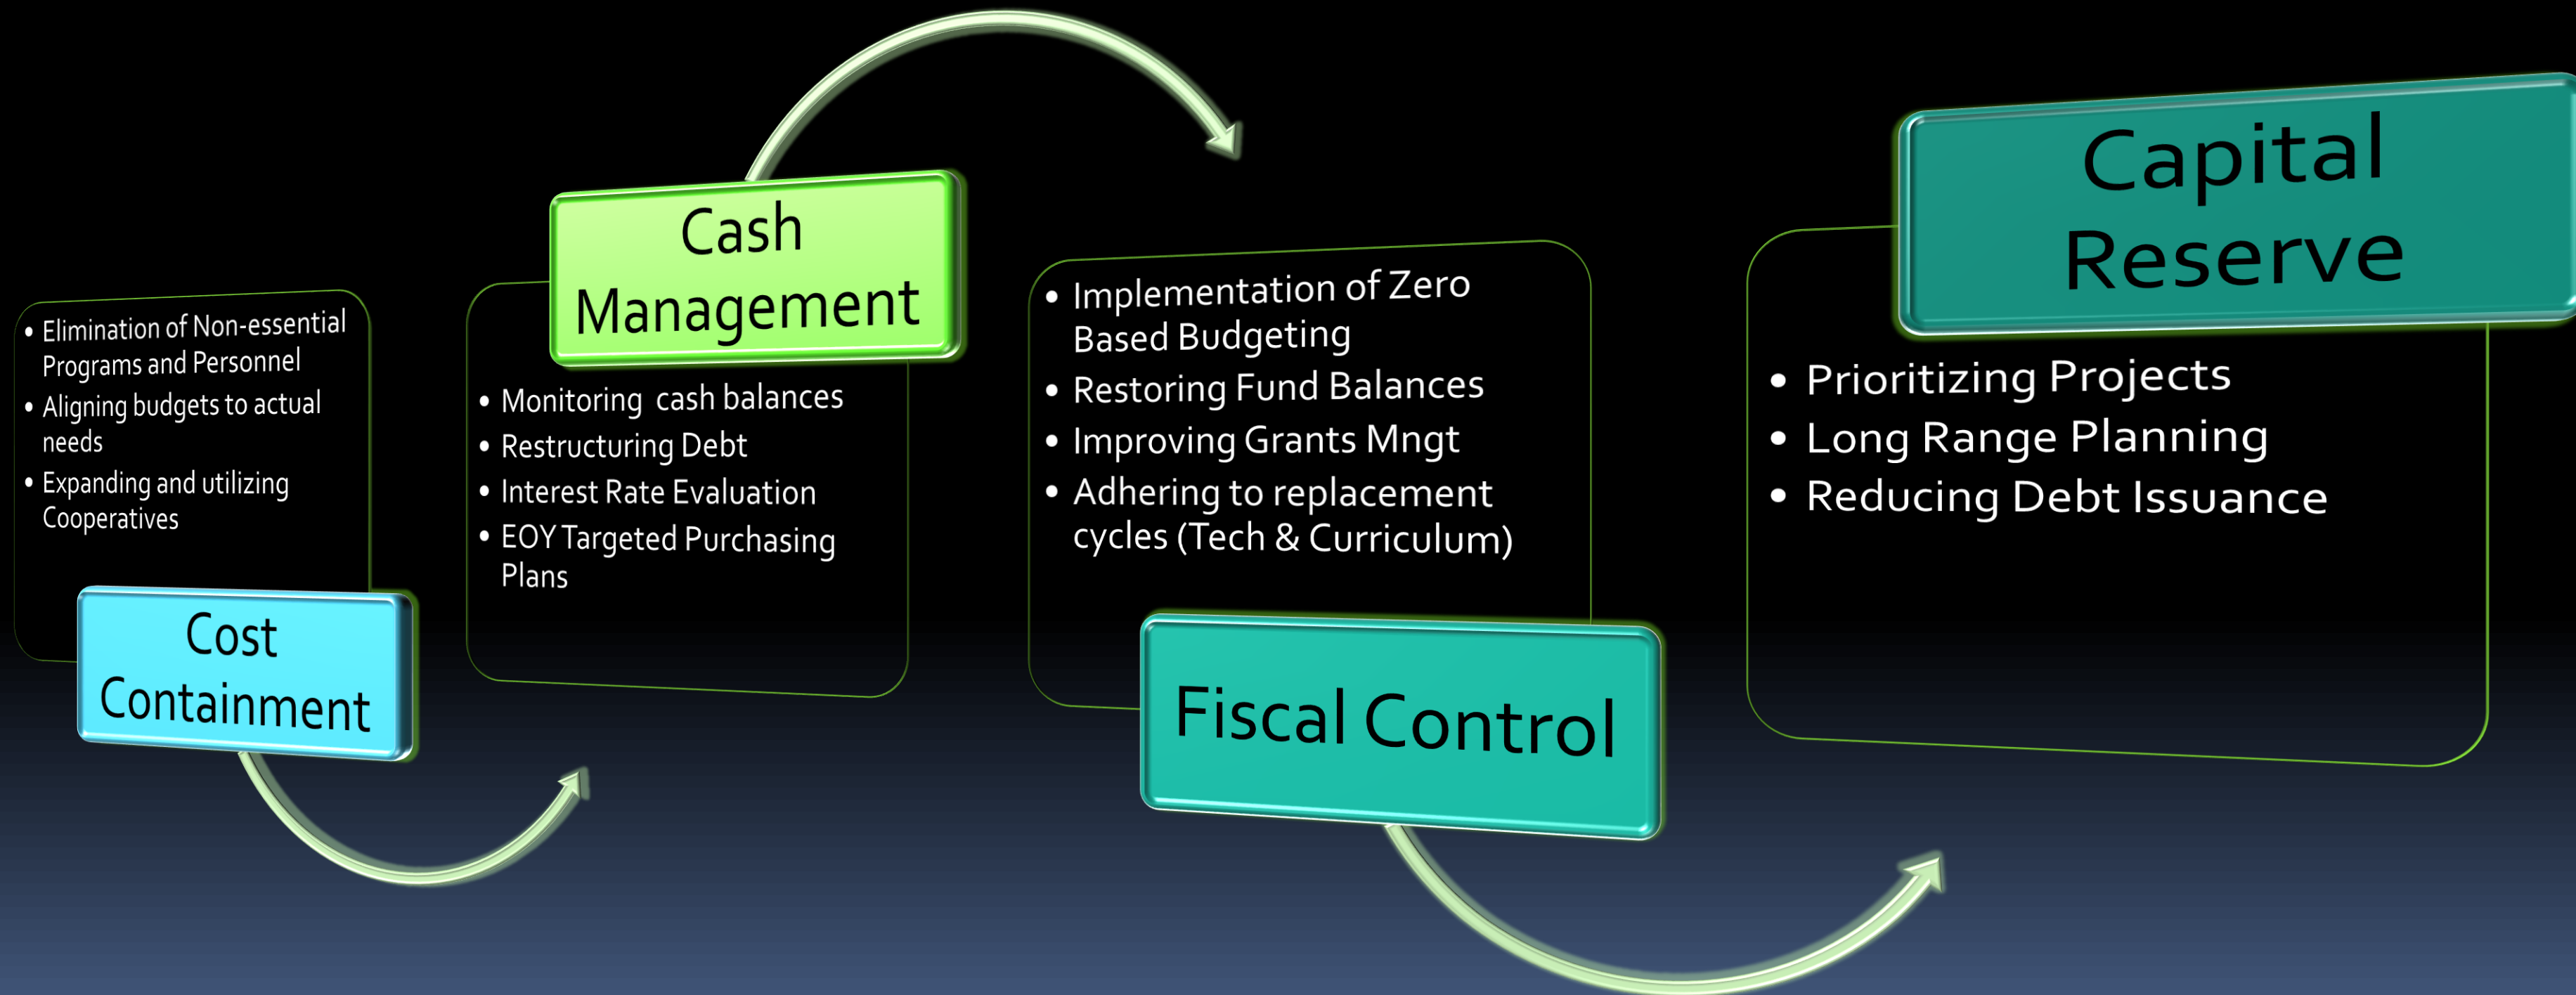 • Elimination of Non-essential
Programs and Personnel
• Aligning budgets to actual
needs
• Expanding and utilizing
Cooperatives
Cost
Containment
Cash
Management
• Monitoring cash balances
• Restructuring Debt
• Interest Rate Evaluation
• EOY Targeted Purchasing
Plans
• Implementation of Zero
Based Budgeting
• Restoring Fund Balances
• Improving Grants Mngt
• Adhering to replacement
cycles (Tech & Curriculum)
Fiscal Control
Capital
Reserve
• Prioritizing Projects
• Long Range Planning
• Reducing Debt Issuance